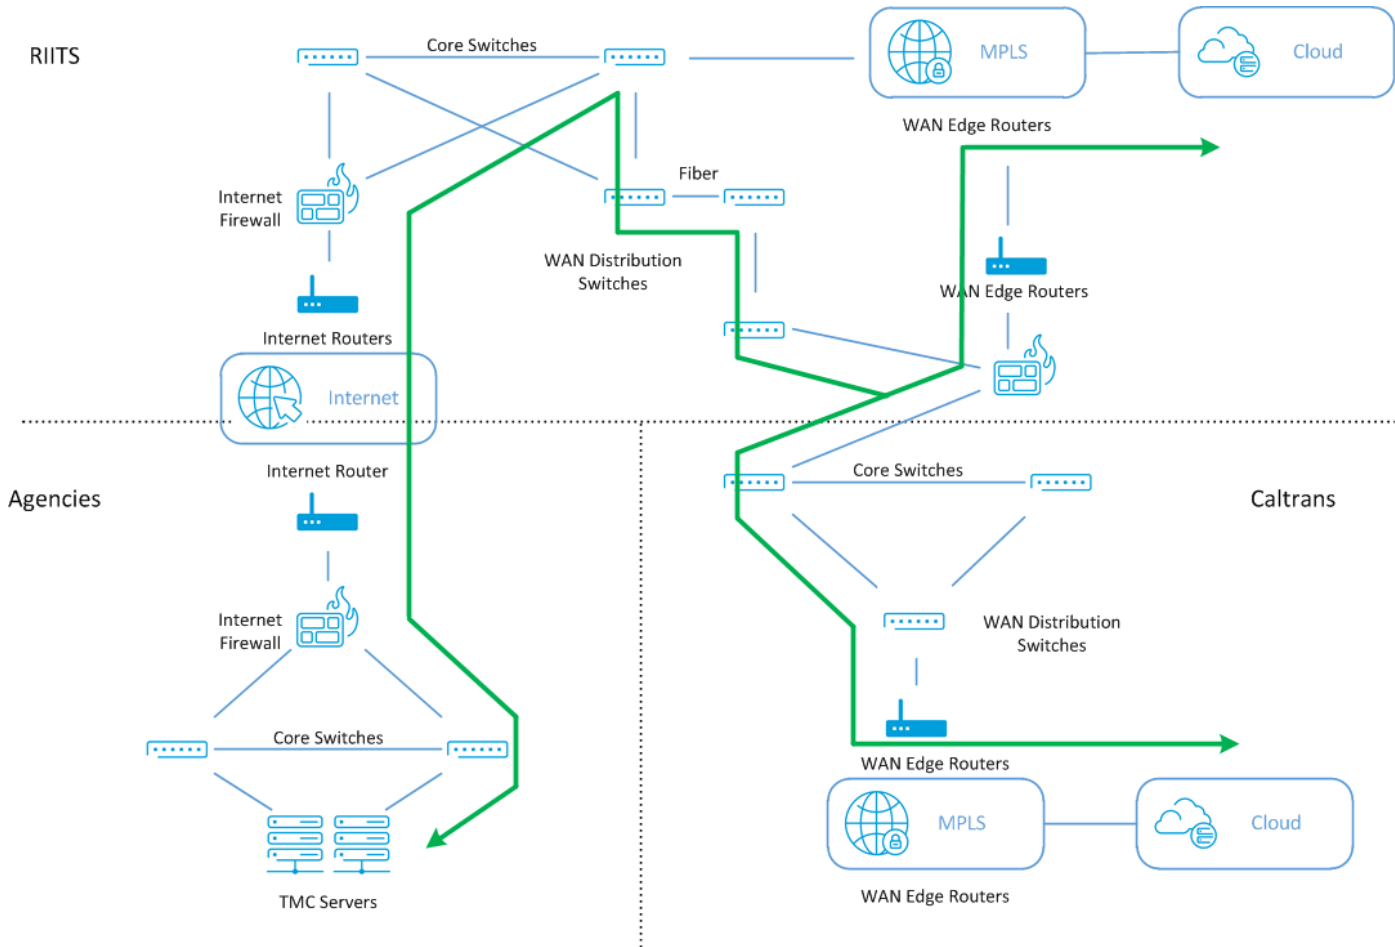 RIITS
Core Switches
MPLS
Cloud
WAN Edge Routers
Internet
Firewall
Fiber
WAN Distribution
Switches
WAN Edge Routers
Internet Routers
Internet
Agencies
Internet Router
Internet
Firewall
Core Switches
TMC Servers
Core Switches
Caltrans
WAN Distribution
Switches
WAN Edge Routers
MPLS
Cloud
WAN Edge Routers